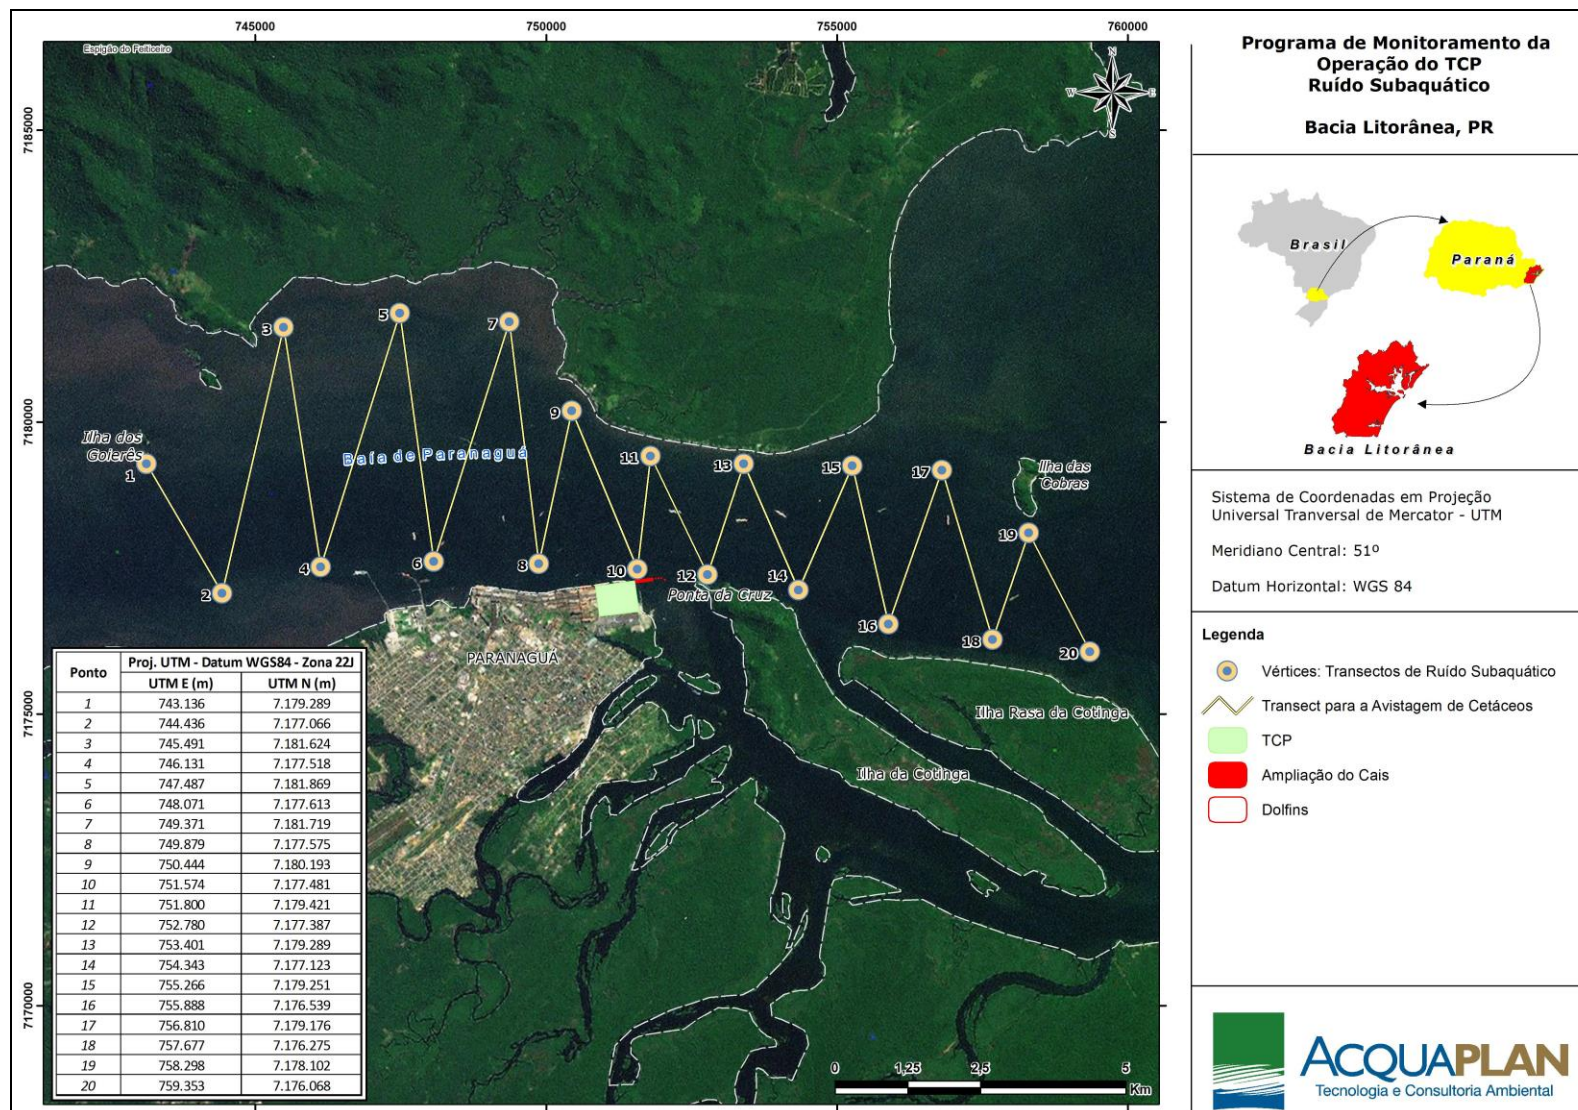 745000
750000
755000
760000
Espigão do Feiticeiro
N
W
E
S
7185000
7180000
7175000
7170000
3
5
7
9
Ilha dos
Goierês
1
Baía de Paranaguá
11
13
15
17
Ilha das
Cobras
19
2
4
6
8
10
12
14
Ponta da Cruz
16
18
20
PARANAGUÁ
Ilha Rasa da Cotinga
Ilha da Cotinga
Ponto
Proj. UTM - Datum WGS84 - Zona 22J
UTM E (m) UTM N (m)
1 743.136 7.179.289
2 744.436 7.177.066
3 745.491 7.181.624
4 746.131 7.177.518
5 747.487 7.181.869
6 748.071 7.177.613
7 749.371 7.181.719
8 749.879 7.177.575
9 750.444 7.180.193
10 751.574 7.177.481
11 751.800 7.179.421
12 752.780 7.177.387
13 753.401 7.179.289
14 754.343 7.177.123
15 755.266 7.179.251
16 755.888 7.176.539
17 756.810 7.179.176
18 757.677 7.176.275
19 758.298 7.178.102
20 759.353 7.176.068
0 1,25 2,5 5
Km
Programa de Monitoramento da
Operação do TCP
Ruído Subaquático
Bacia Litorânea, PR
Brasil
Paraná
Bacia Litorânea
Sistema de Coordenadas em Projeção
Universal Tranversal de Mercator - UTM
Meridiano Central: 51º
Datum Horizontal: WGS 84
Legenda
Vértices: Transectos de Ruído Subaquático
Transect para a Avistagem de Cetáceos
TCP
Ampliação do Cais
Dolfins
ACQUAPLAN
Tecnologia e Consultoria Ambiental